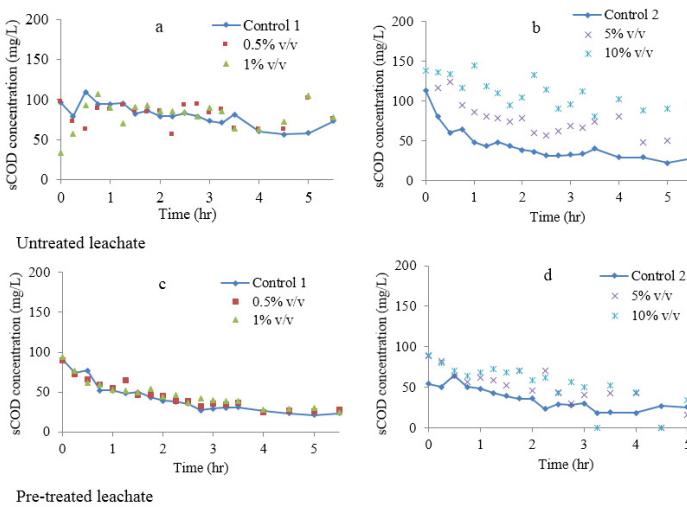 a
sCOD concentration (mg/L)
200
150
100
50
0
0 1 2 3 4 5
Time (hr)
Control 1
0.5% v/v
1% v/v
b
sCOD concentration (mg/L)
200
150
100
50
0
0 1 2 3 4 5
Time (hr)
Control 2
5% v/v
10% v/v
Untreated leachate
c
sCOD concentration (mg/L)
200
150
100
50
0
0 1 2 3 4 5
Time (hr)
Control 1
0.5% v/v
1% v/v
d
sCOD concentration (mg/L)
200
150
100
50
0
0 1 2 3 4 5
Time (hr)
Control 2
5% v/v
10% v/v
Pre-treated leachate